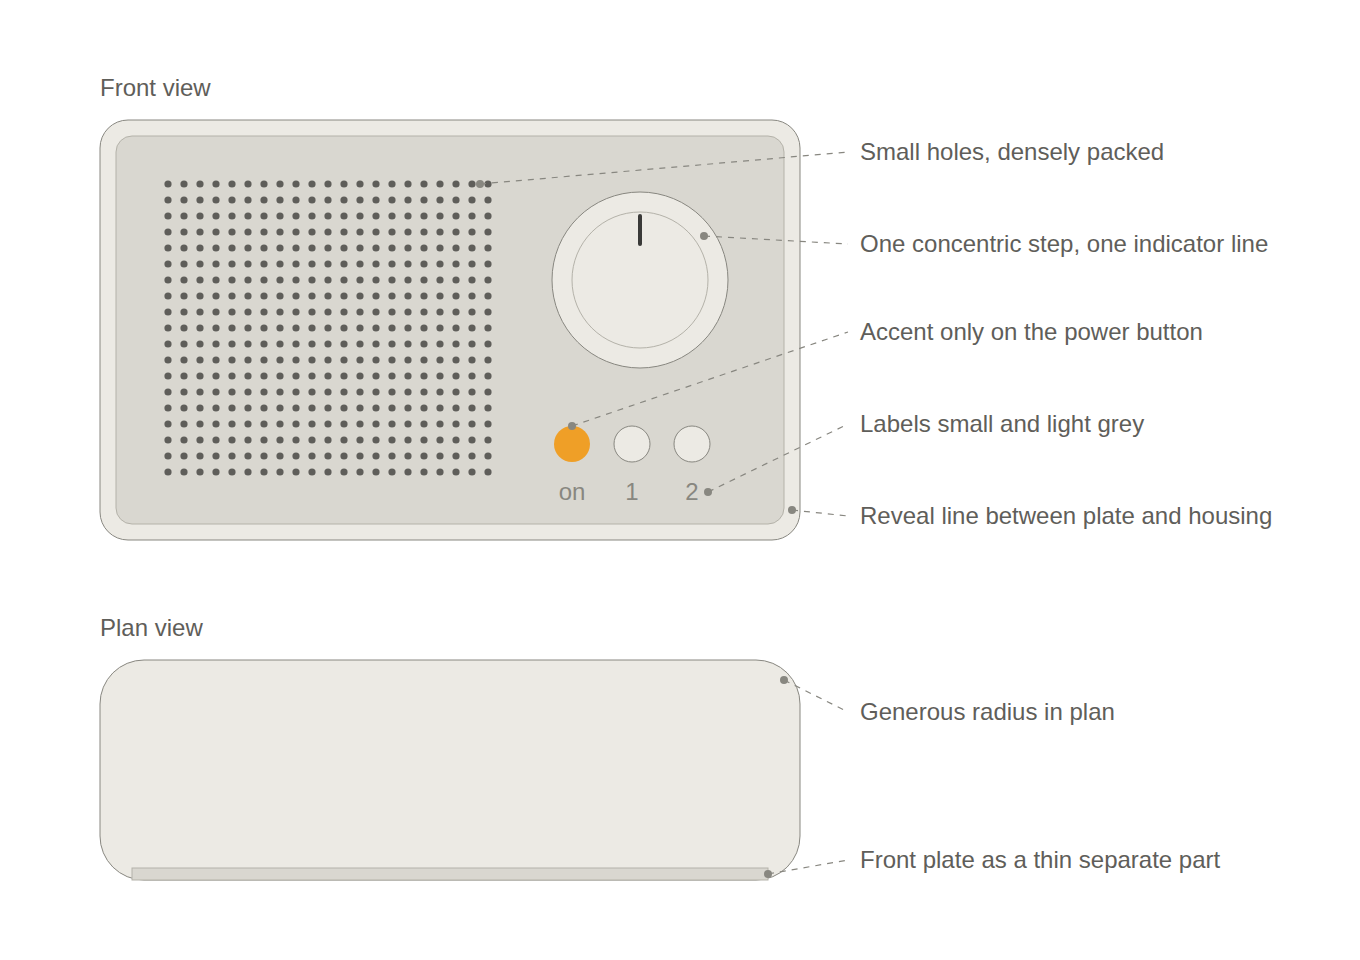 Front view
Small holes, densely packed
One concentric step, one indicator line
Accent only on the power button
Labels small and light grey
on 1 2
Reveal line between plate and housing
Plan view
Generous radius in plan
Front plate as a thin separate part